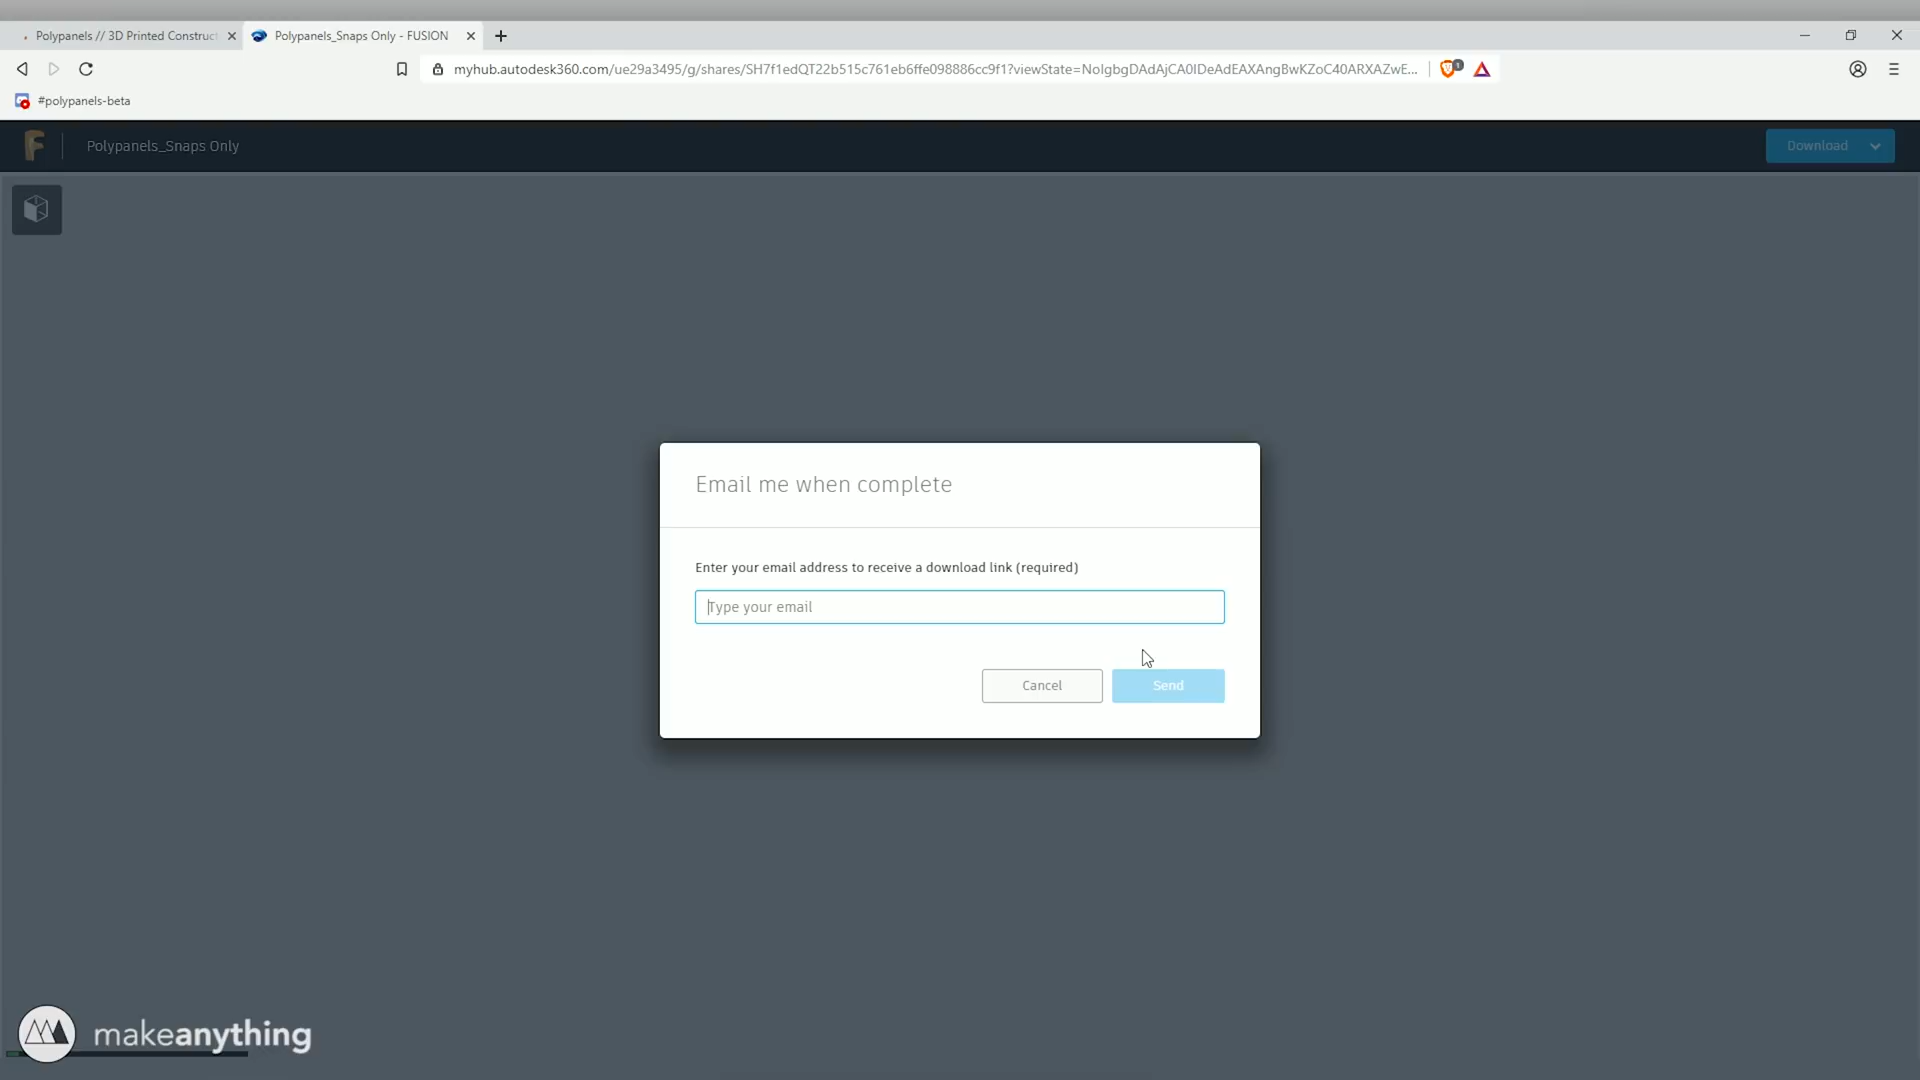 Polypanels // 3D Printed Construct
Polypanels_Snaps Only - FUSION
myhub.autodesk360.com/ue29a3495/g/shares/SH7f1edQT22b515c761eb6ffe098886cc9f1?viewState=NoIgbgDAdAjCA0IDeAdEAXAngBwKZoC40ARXAZwE...
1
#polypanels-beta
Polypanels_Snaps Only
Download
Email me when complete
Enter your email address to receive a download link (required)
Type your email
Cancel
Send
makeanything